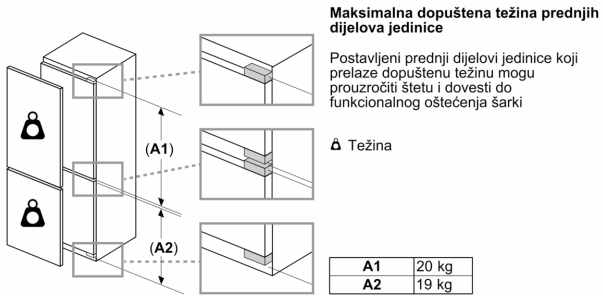 Maksimalna dopuštena težina prednjih
dijelova jedinice
Postavljeni prednji dijelovi jedinice koji
prelaze dopuštenu težinu mogu
prouzročiti štetu i dovesti do
funkcionalnog oštećenja šarki
Težina
(A1)
(A2)
A1 20 kg
A2 19 kg